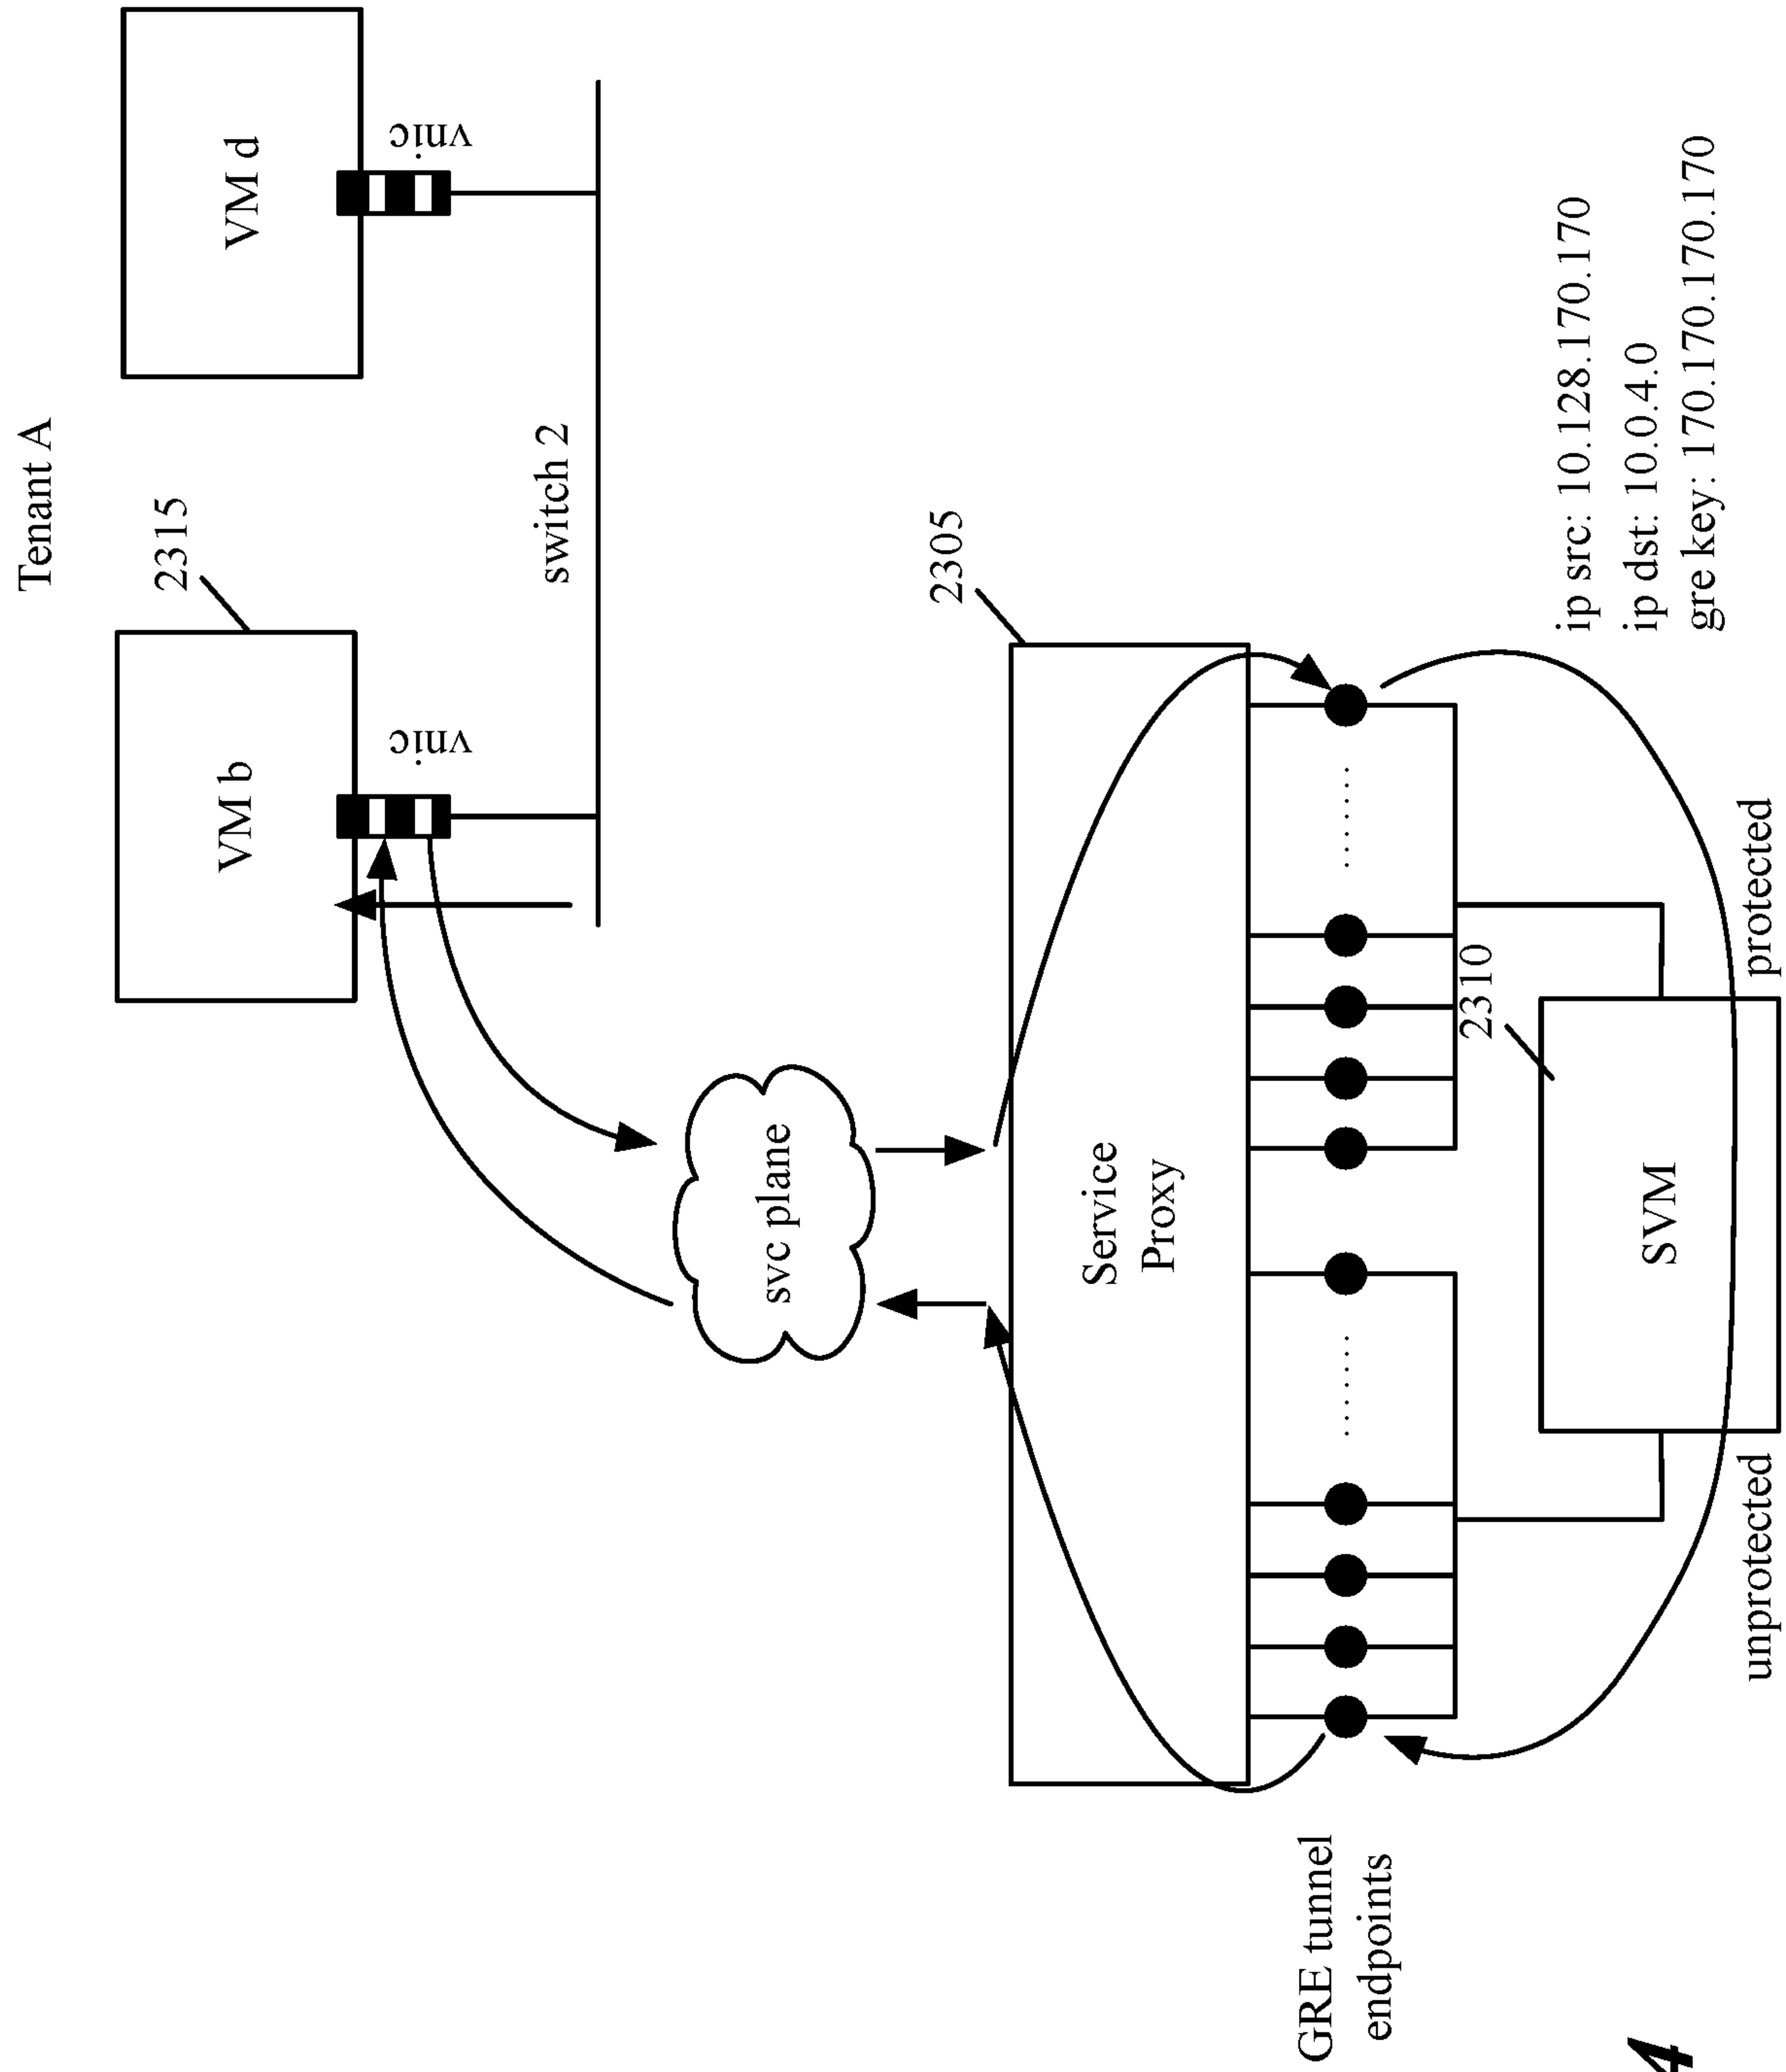 Tenant A
2315
VM b
VM d
vnic
vnic
switch 2
svc plane
2305
Service
Proxy
GRE tunnel
endpoints
2310
SVM
unprotected
protected
ip src: 10.128.170.170
ip dst: 10.0.4.0
gre key: 170.170.170.170
4